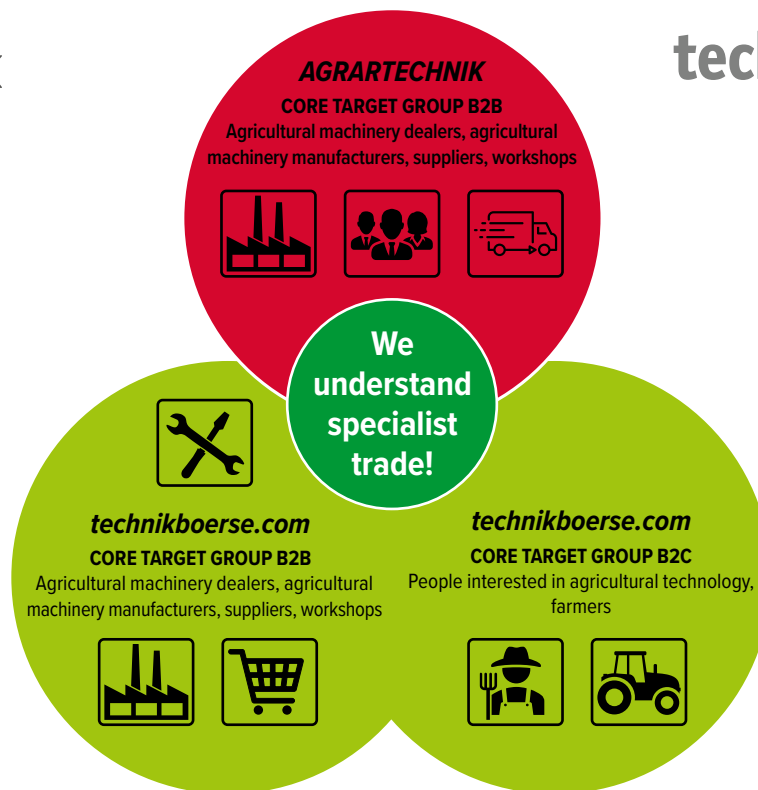 tech
AGRARTECHNIK
CORE TARGET GROUP B2B
Agricultural machinery dealers, agricultural
machinery manufacturers, suppliers, workshops
We
understand
specialist
trade!
technikboerse.com
CORE TARGET GROUP B2B
Agricultural machinery dealers, agricultural
machinery manufacturers, suppliers, workshops
technikboerse.com
CORE TARGET GROUP B2C
People interested in agricultural technology,
farmers